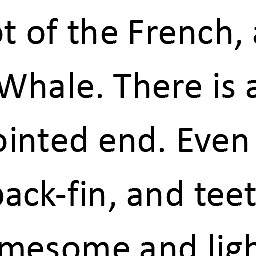 ot of the French, a
Whale. There is a
ointed end. Even
back-fin, and teet
mesome and ligh